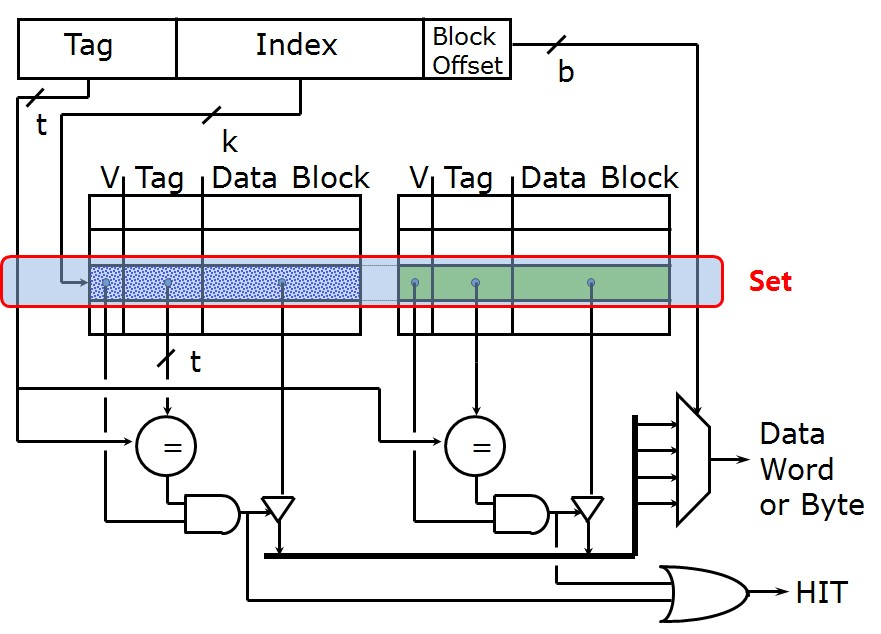 Tag
Index
Block
Offset
b
t
k
V Tag Data Block
V Tag Data Block
Set
t
=
=
Data
Word
or Byte
HIT